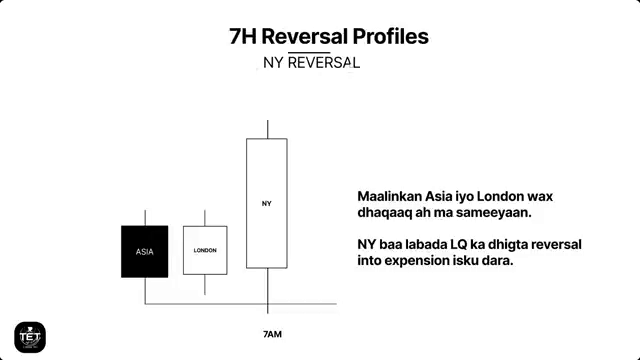 7H Reversal Profiles
NY REVERSAL
ASIA
LONDON
NY
Maalinkan Asia iyo London wax
dhaqaaq ah ma sameeyaan.
NY baa labada LQ ka dhigta reversal
into expension isku dara.
7AM
TET